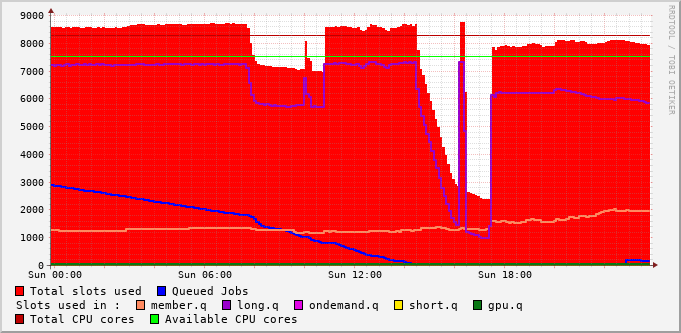 RRDTOOL / TOBI OETIKER
9000
8000
7000
6000
5000
4000
3000
2000
1000
0
Sun 00:00 Sun 06:00 Sun 12:00 Sun 18:00
Total slots used Queued Jobs
Slots used in : member.q long.q ondemand.q short.q gpu.q
Total CPU cores Available CPU cores